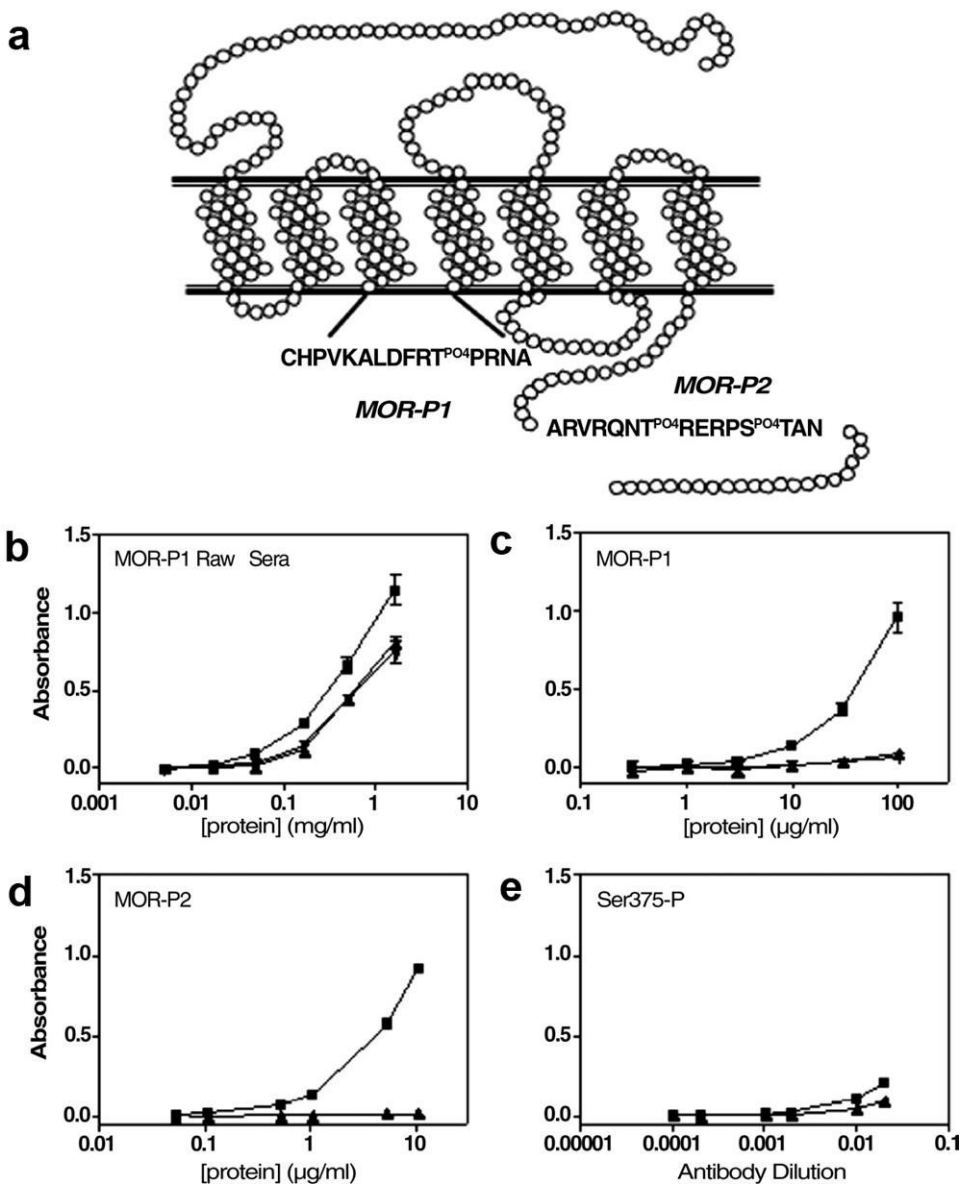 a
CHPVKALDFRTPO4PRNA
MOR-P1
MOR-P2
ARVRQNTPO4RERPSPO4TAN
b
MOR-P1 Raw Sera
Absorbance
1.5
1.0
0.5
0.0
0.001
0.1
1
10
[protein] (mg/ml)
c
MOR-P1
1.5
1.0
0.5
0.0
0.1
1
10
100
[protein] (µg/ml)
d
MOR-P2
Absorbance
1.5
1.0
0.5
0.0
0.01
0.1
1
10
[protein] (µg/ml)
e
Ser375-P
1.5
1.0
0.5
0.0
0.00001
0.0001
0.001
0.01
0.1
Antibody Dilution